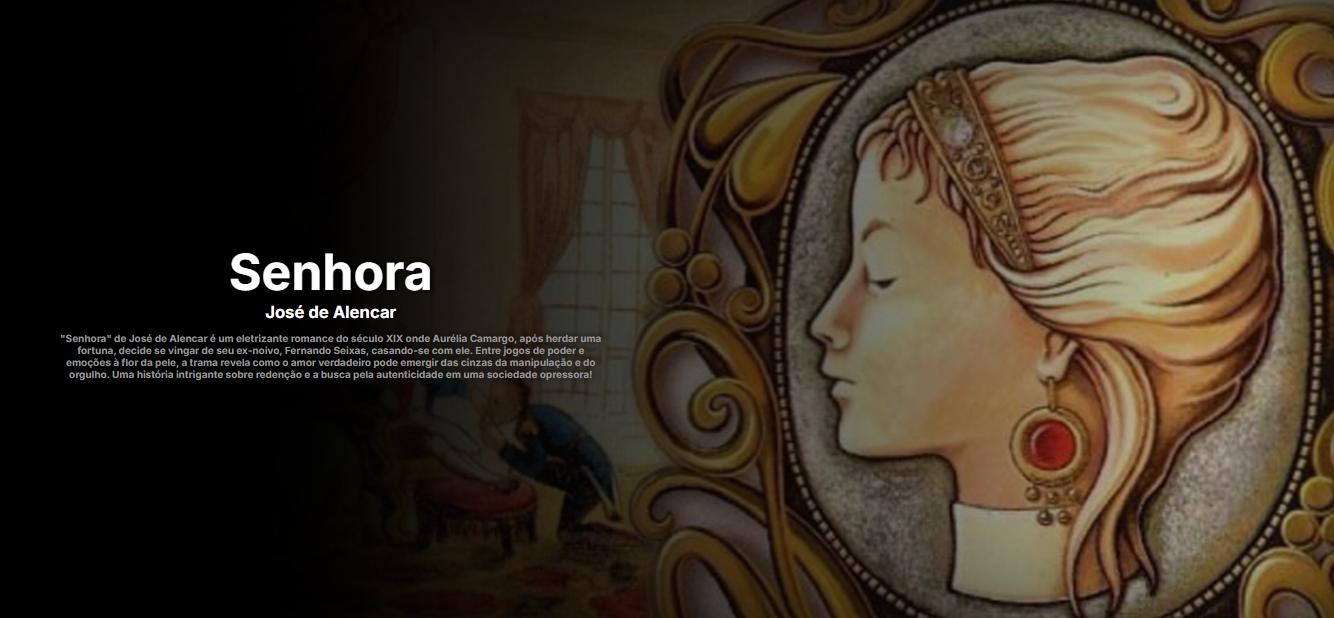 Senhora
José de Alencar
"Senhora" de José de Alencar é um eletrizante romance do século XIX onde Aurélia Camargo, após herdar uma
fortuna, decide se vingar de seu ex-noivo, Fernando Seixas, casando-se com ele. Entre jogos de poder e
emoções à flor da pele, a trama revela como o amor verdadeiro pode emergir das cinzas da manipulação e do
orgulho. Uma história intrigante sobre redenção e a busca pela autenticidade em uma sociedade opressora!